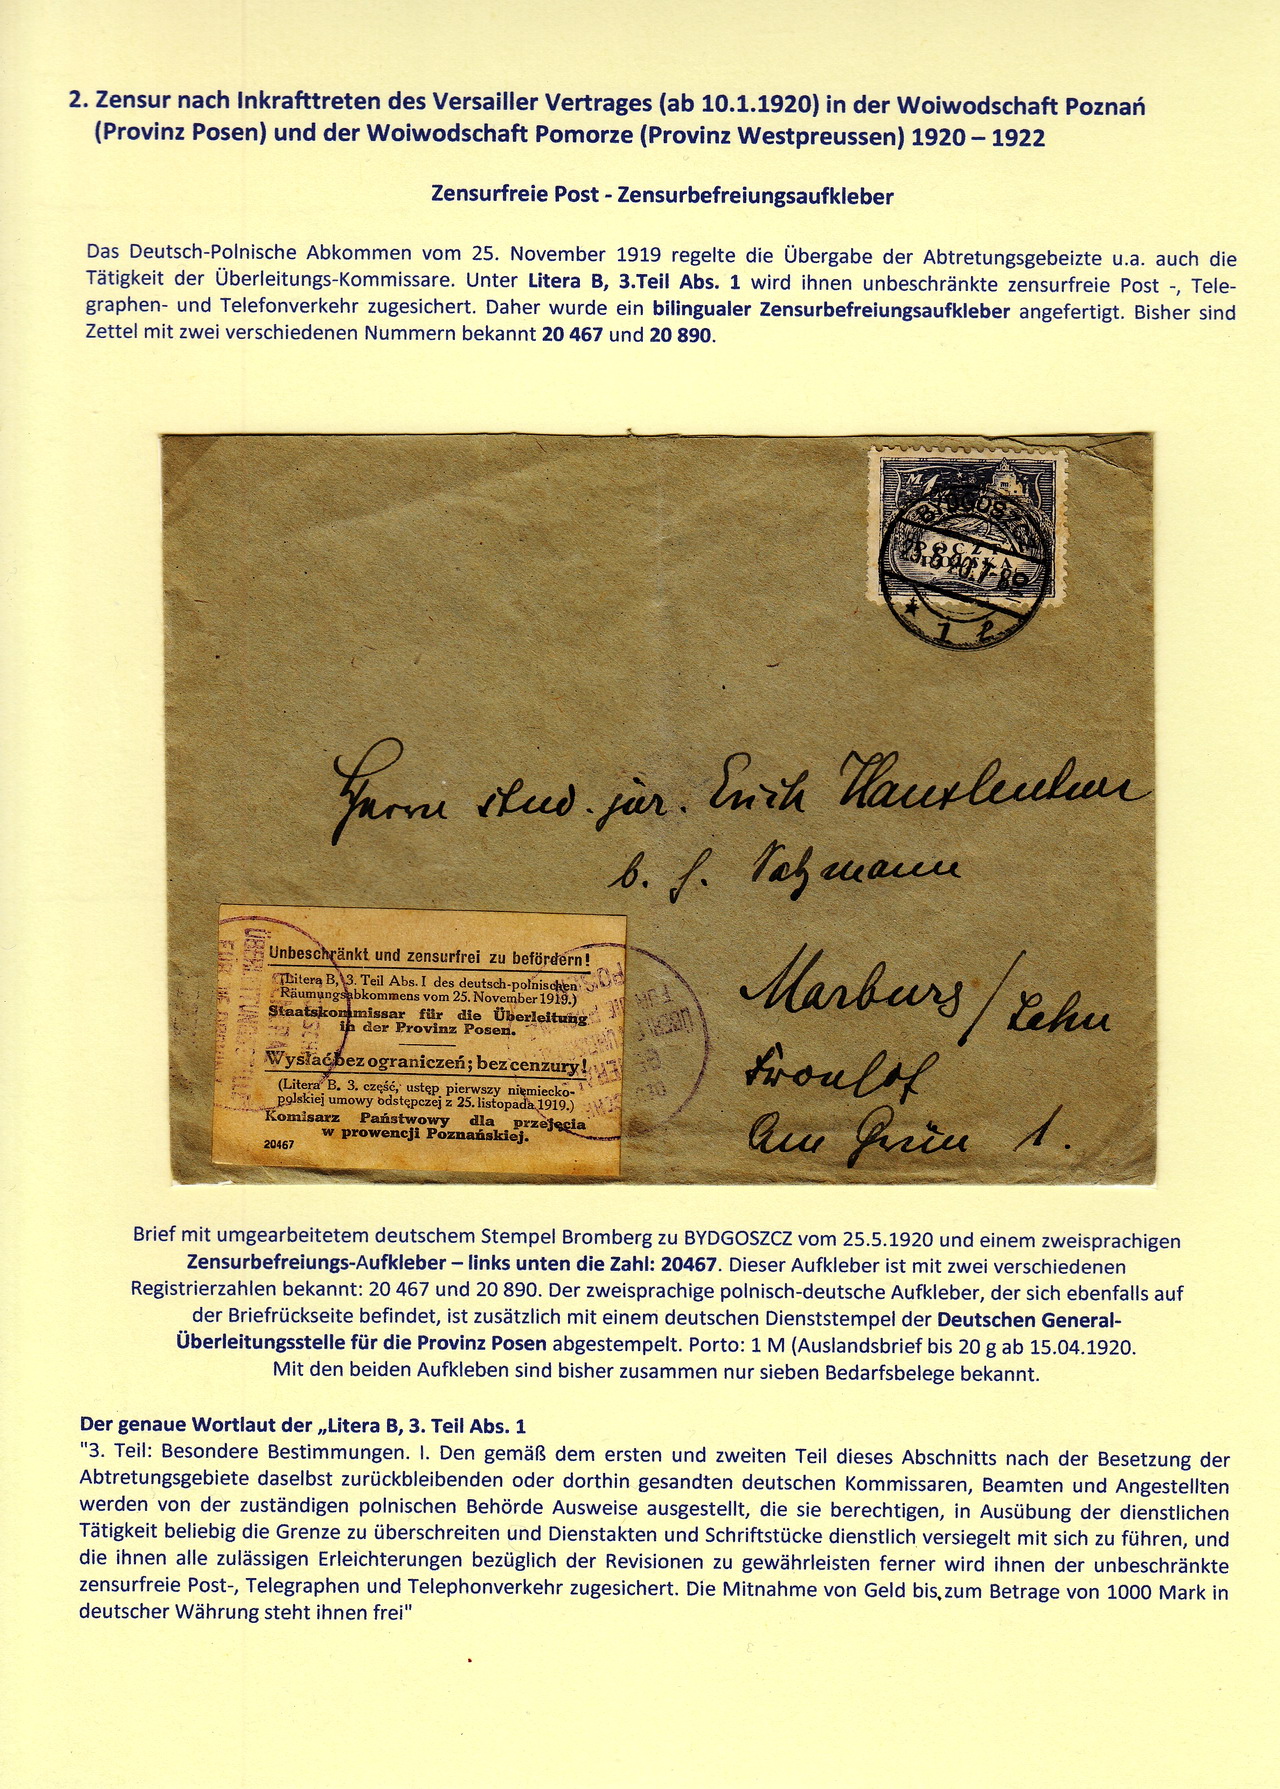 2. Zensur nach Inkrafttreten des Versailler Vertrages (ab 10.1.1920) in der Woiwodschaft Poznań
(Provinz Posen) und der Woiwodschaft Pomorze (Provinz Westpreussen) 1920 – 1922
Zensurfreie Post - Zensurbefreiungsaufkleber
Das Deutsch-Polnische Abkommen vom 25. November 1919 regelte die Übergabe der Abtretungsgebeizte u.a. auch die
Tätigkeit der Überleitungs-Kommissare. Unter Litera B, 3.Teil Abs. 1 wird ihnen unbeschränkte zensurfreie Post -, Tele-
graphen- und Telefonverkehr zugesichert. Daher wurde ein bilingualer Zensurbefreiungsaufkleber angefertigt. Bisher sind
Zettel mit zwei verschiedenen Nummern bekannt 20 467 und 20 890.
M 1
BYDGOSZCZ
POCZTA
POLSKA
* 1 e
Herrn stud. jur. Erich
b. f.
Marburg / Lahn
Fronhof
Am Grün 1.
Unbeschränkt und zensurfrei zu befördern!
(Litera B, 3. Teil Abs. I des deutsch-polnischen
Räumungsabkommens vom 25. November 1919.)
Staatskommissar für die Überleitung
in der Provinz Posen.
Wysłać bez ograniczeń; bez cenzury!
(Litera B. 3. część, ustęp pierwszy niemiecko-
polskiej umowy odstępczej z 25. listopada 1919.)
Komisarz Państwowy dla przejęcia
w prowencji Poznańskiej.
20467
Brief mit umgearbeitetem deutschem Stempel Bromberg zu BYDGOSZCZ vom 25.5.1920 und einem zweisprachigen
Zensurbefreiungs-Aufkleber – links unten die Zahl: 20467. Dieser Aufkleber ist mit zwei verschiedenen
Registrierzahlen bekannt: 20 467 und 20 890. Der zweisprachige polnisch-deutsche Aufkleber, der sich ebenfalls auf
der Briefrückseite befindet, ist zusätzlich mit einem deutschen Dienststempel der Deutschen General-
Überleitungsstelle für die Provinz Posen abgestempelt. Porto: 1 M (Auslandsbrief bis 20 g ab 15.04.1920.
Mit den beiden Aufkleben sind bisher zusammen nur sieben Bedarfsbelege bekannt.
Der genaue Wortlaut der „Litera B, 3. Teil Abs. 1
"3. Teil: Besondere Bestimmungen. I. Den gemäß dem ersten und zweiten Teil dieses Abschnitts nach der Besetzung der
Abtretungsgebiete daselbst zurückbleibenden oder dorthin gesandten deutschen Kommissaren, Beamten und Angestellten
werden von der zuständigen polnischen Behörde Ausweise ausgestellt, die sie berechtigen, in Ausübung der dienstlichen
Tätigkeit beliebig die Grenze zu überschreiten und Dienstakten und Schriftstücke dienstlich versiegelt mit sich zu führen, und
die ihnen alle zulässigen Erleichterungen bezüglich der Revisionen zu gewährleisten ferner wird ihnen der unbeschränkte
zensurfreie Post-, Telegraphen und Telephonverkehr zugesichert. Die Mitnahme von Geld bis zum Betrage von 1000 Mark in
deutscher Währung steht ihnen frei"